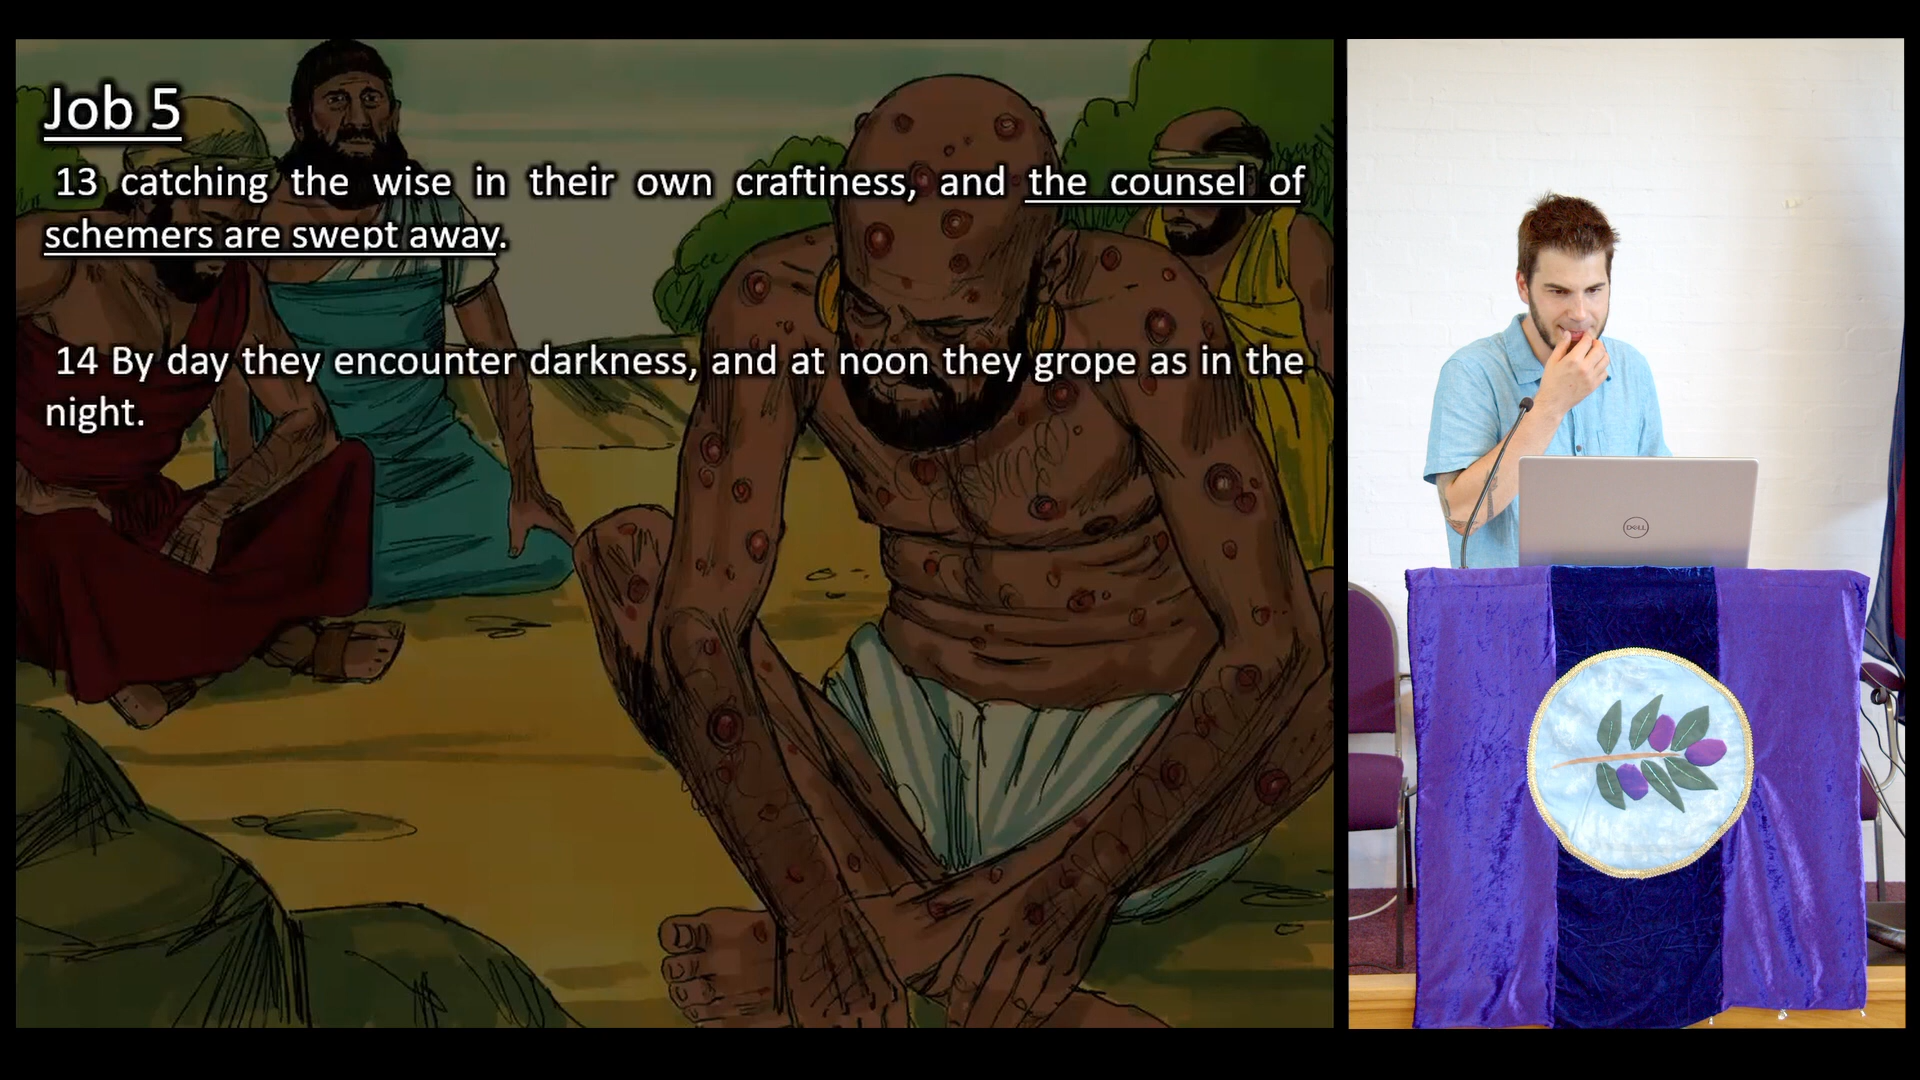 Job 5
13 catching the wise in their own craftiness, and the counsel of
schemers are swept away.
14 By day they encounter darkness, and at noon they grope as in the
night.
DELL